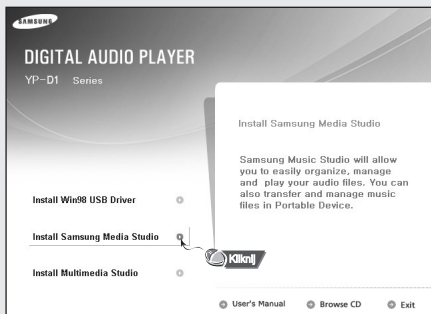 SAMSUNG
DIGITAL AUDIO PLAYER
YP-D1 Series
Install Samsung Media Studio
Samsung Music Studio will allow
you to easily organize, manage
and play your audio files. You can
also transfer and manage music
files in Portable Device.
Install Win98 USB Driver
Install Samsung Media Studio
Kliknij
Install Multimedia Studio
User's Manual
Browse CD
Exit